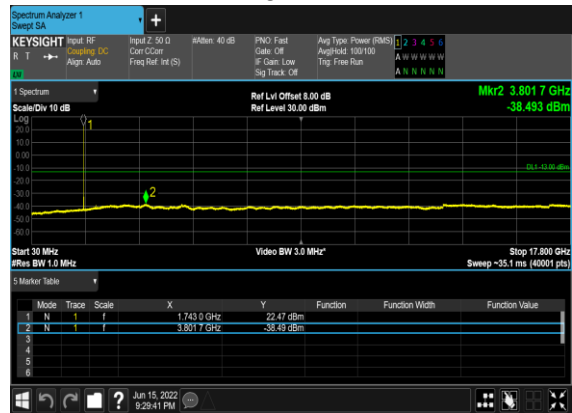 Spectrum Analyzer 1
Swept SA
+
KEYSIGHT Input: RF Input Z: 50 Ω #Atten: 40 dB PNO: Fast Avg Type: Power (RMS) 1 2 3 4 5 6
R T Coupling: DC Corr CCorr Gate: Off Avg|Hold: 100/100 A W W W W W
Align: Auto Freq Ref: Int (S) IF Gain: Low Trig: Free Run
Sig Track: Off A N N N N N
1 Spectrum Ref Lvl Offset 8.00 dB Mkr2 3.801 7 GHz
Scale/Div 10 dB Ref Level 30.00 dBm -38.493 dBm
Log
1
20.0
10.0
0.00
-10.0 DL1 -13.00 dBm
-20.0
-30.0 2
-40.0
-50.0
-60.0
Start 30 MHz Video BW 3.0 MHz* Stop 17.800 GHz
#Res BW 1.0 MHz Sweep ~35.1 ms (40001 pts)
5 Marker Table
Mode Trace Scale X Y Function Function Width Function Value
1 N 1 f 1.743 0 GHz 22.47 dBm
2 N 1 f 3.801 7 GHz -38.49 dBm
3
4
5
6
? Jun 15, 2022
9:29:41 PM